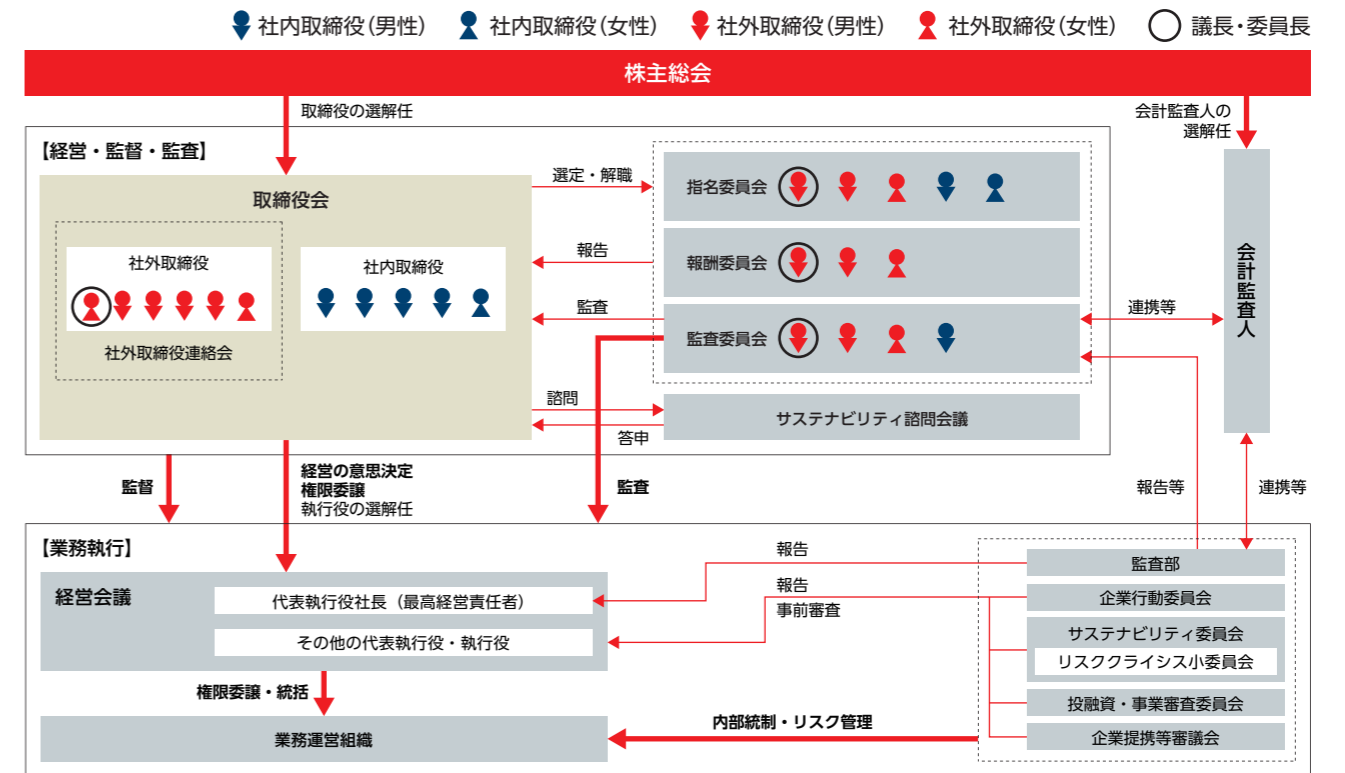 社内取締役（男性）
社内取締役（女性）
社外取締役（男性）
社外取締役（女性）
議長・委員長
株主総会
取締役の選解任
会計監査人の
選解任
【経営・監督・監査】
取締役会
社外取締役
社外取締役連絡会
社内取締役
選定・解職
報告
監査
諮問
答申
指名委員会
報酬委員会
監査委員会
サステナビリティ諮問会議
連携等
会計監査人
監督
経営の意思決定
権限委譲
執行役の選解任
監査
報告等
連携等
【業務執行】
経営会議
代表執行役社長（最高経営責任者）
その他の代表執行役・執行役
報告
報告
事前審査
監査部
企業行動委員会
サステナビリティ委員会
リスククライシス小委員会
投融資・事業審査委員会
企業提携等審議会
権限委譲・統括
内部統制・リスク管理
業務運営組織